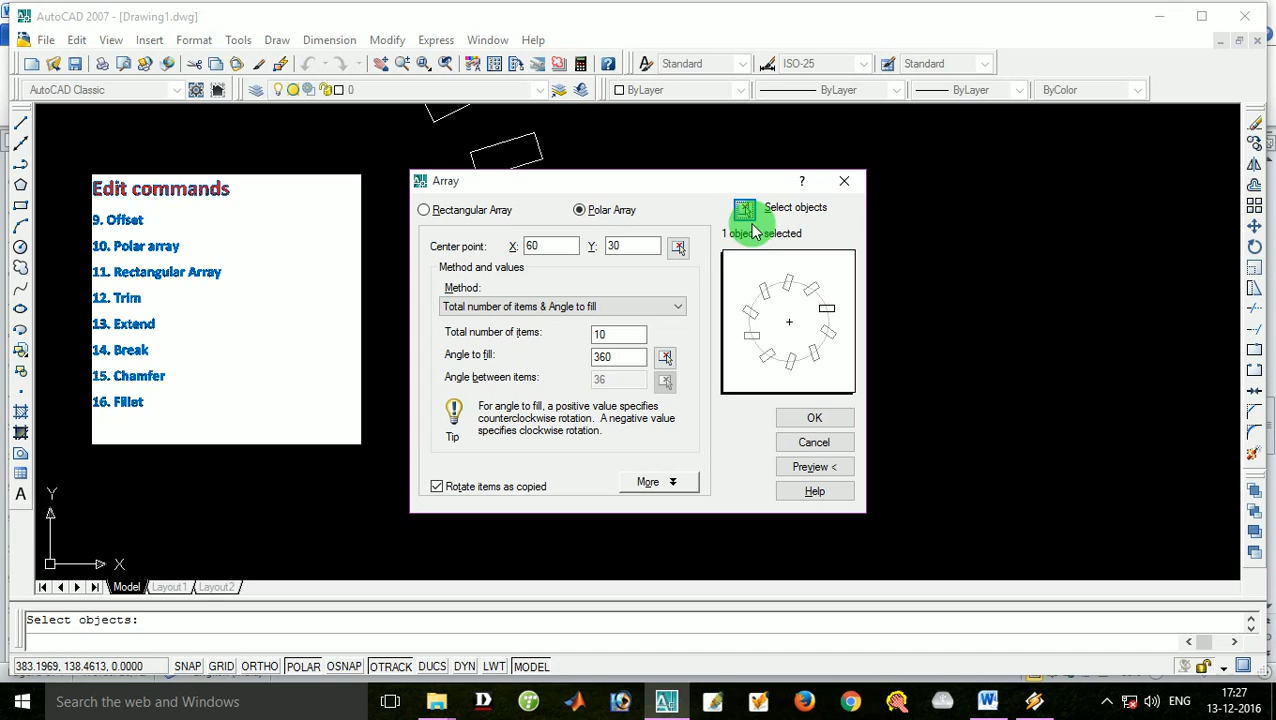 AutoCAD 2007 - [Drawing1.dwg]
File Edit View Insert Format Tools Draw Dimension Modify Express Window Help
Standard ISO-25 Standard
AutoCAD Classic 0 ByLayer ByLayer ByLayer ByColor
Edit commands
9. Offset
10. Polar array
11. Rectangular Array
12. Trim
13. Extend
14. Break
15. Chamfer
16. Fillet
Array
Rectangular Array Polar Array Select objects
selected
Center point: X: 60 Y: 30
Method and values
Method:
Total number of items & Angle to fill
Total number of items: 10
Angle to fill: 360
Angle between items: 36
For angle to fill, a positive value specifies
counterclockwise rotation. A negative value
specifies clockwise rotation.
Tip
Rotate items as copied More
OK
Cancel
Preview <
Help
Y
X
Model Layout1 Layout2
Select objects:
383.1969, 138.4613, 0.0000 SNAP GRID ORTHO POLAR OSNAP OTRACK DUCS DYN LWT MODEL
Search the web and Windows
ENG
17:27
13-12-2016